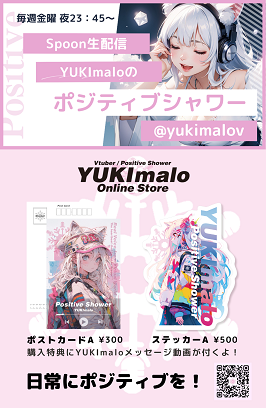 毎週金曜 夜23:45〜
Positive
Spoon生配信
YUKImaloの
ポジティブシャワー
@yukimalov
Vtuber / Positive Shower
YUKImalo
Online Store
Positive Shower
YUKImalo
YUKImalo
Positive Shower
ポストカードA ¥300
ステッカーA ¥500
購入特典にYUKImaloメッセージ動画が付くよ!
日常にポジティブを!